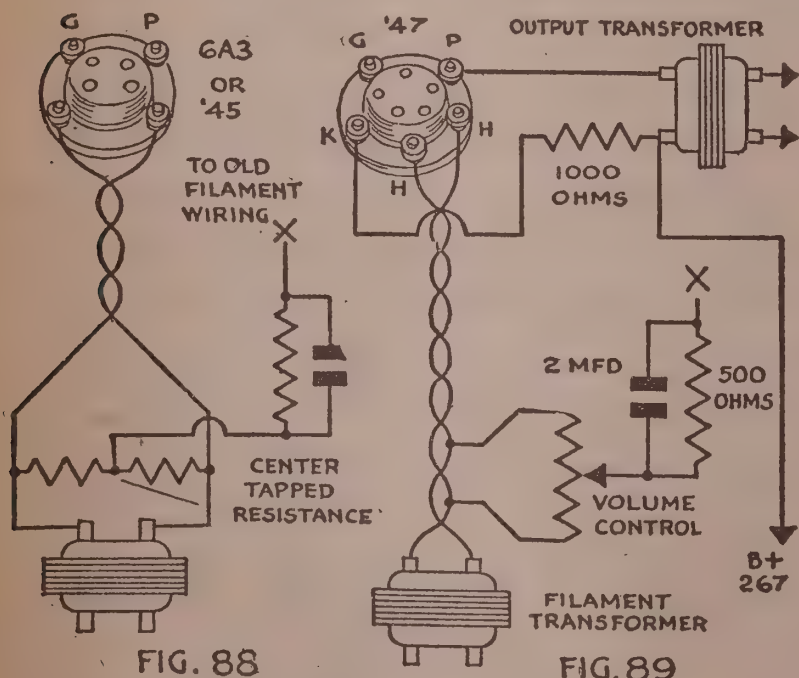 G P
6A3
OR
'45
TO OLD
FILAMENT
WIRING
X
CENTER
TAPPED
RESISTANCE
FIG. 88
'47
G P
K H
H
OUTPUT TRANSFORMER
1000
OHMS
X
2 MFD
500
OHMS
VOLUME
CONTROL
B+
267
FILAMENT
TRANSFORMER
FIG. 89